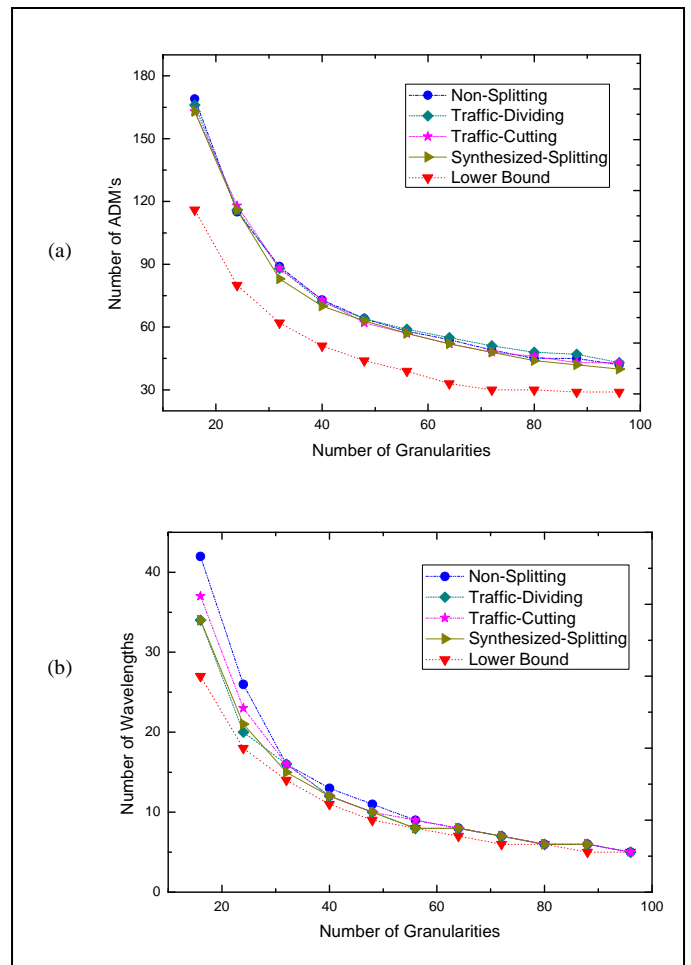 (a)
Number of ADM's
180
150
120
90
60
30
Non-Splitting
Traffic-Dividing
Traffic-Cutting
Synthesized-Splitting
Lower Bound
20 40 60 80 100
Number of Granularities
(b)
Number of Wavelengths
40
30
20
10
0
Non-Splitting
Traffic-Dividing
Traffic-Cutting
Synthesized-Splitting
Lower Bound
20 40 60 80 100
Number of Granularities